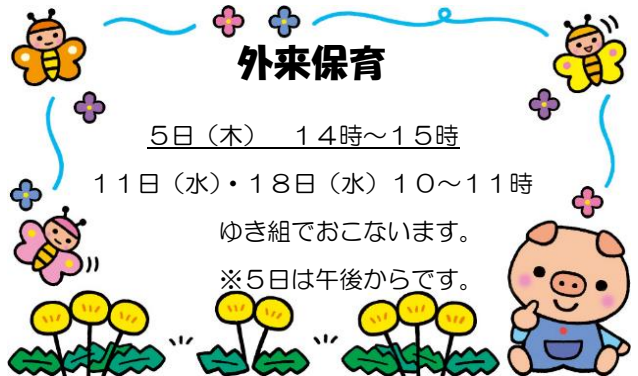 外来保育
５日（木）　１４時～１５時
１１日（水）・１８日（水）１０～１１時
ゆき組でおこないます。
※５日は午後からです。